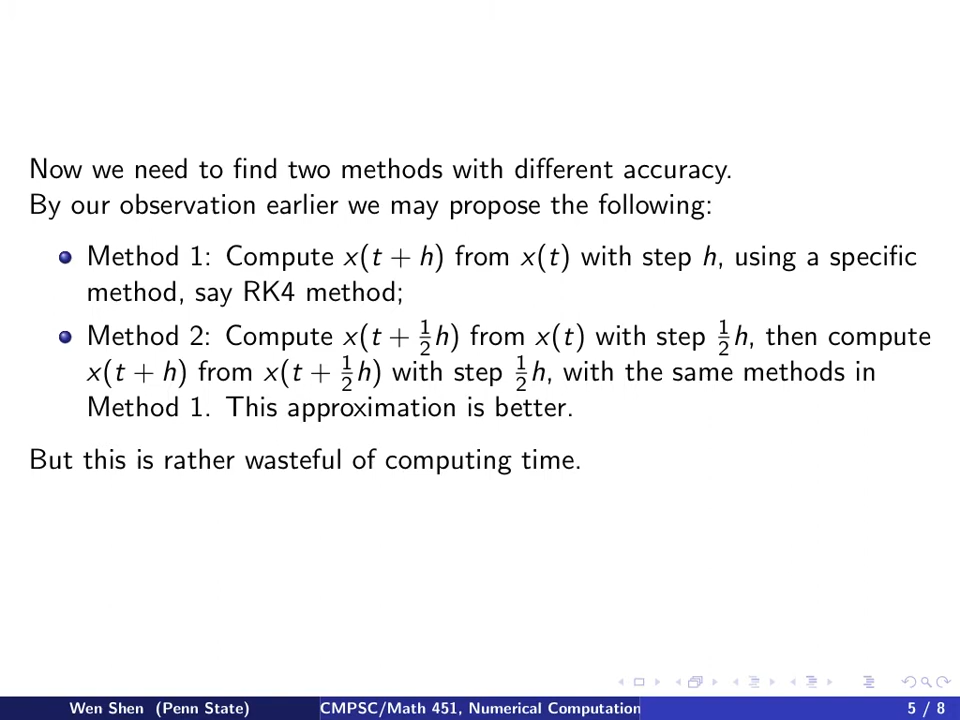 Now we need to find two methods with different accuracy.
By our observation earlier we may propose the following:
Method 1: Compute x(t + h) from x(t) with step h, using a specific
method, say RK4 method;
Method 2: Compute x(t + 1/2 h) from x(t) with step 1/2 h, then compute
x(t + h) from x(t + 1/2 h) with step 1/2 h, with the same methods in
Method 1. This approximation is better.
But this is rather wasteful of computing time.
Wen Shen (Penn State) CMPSC/Math 451, Numerical Computation 5 / 8